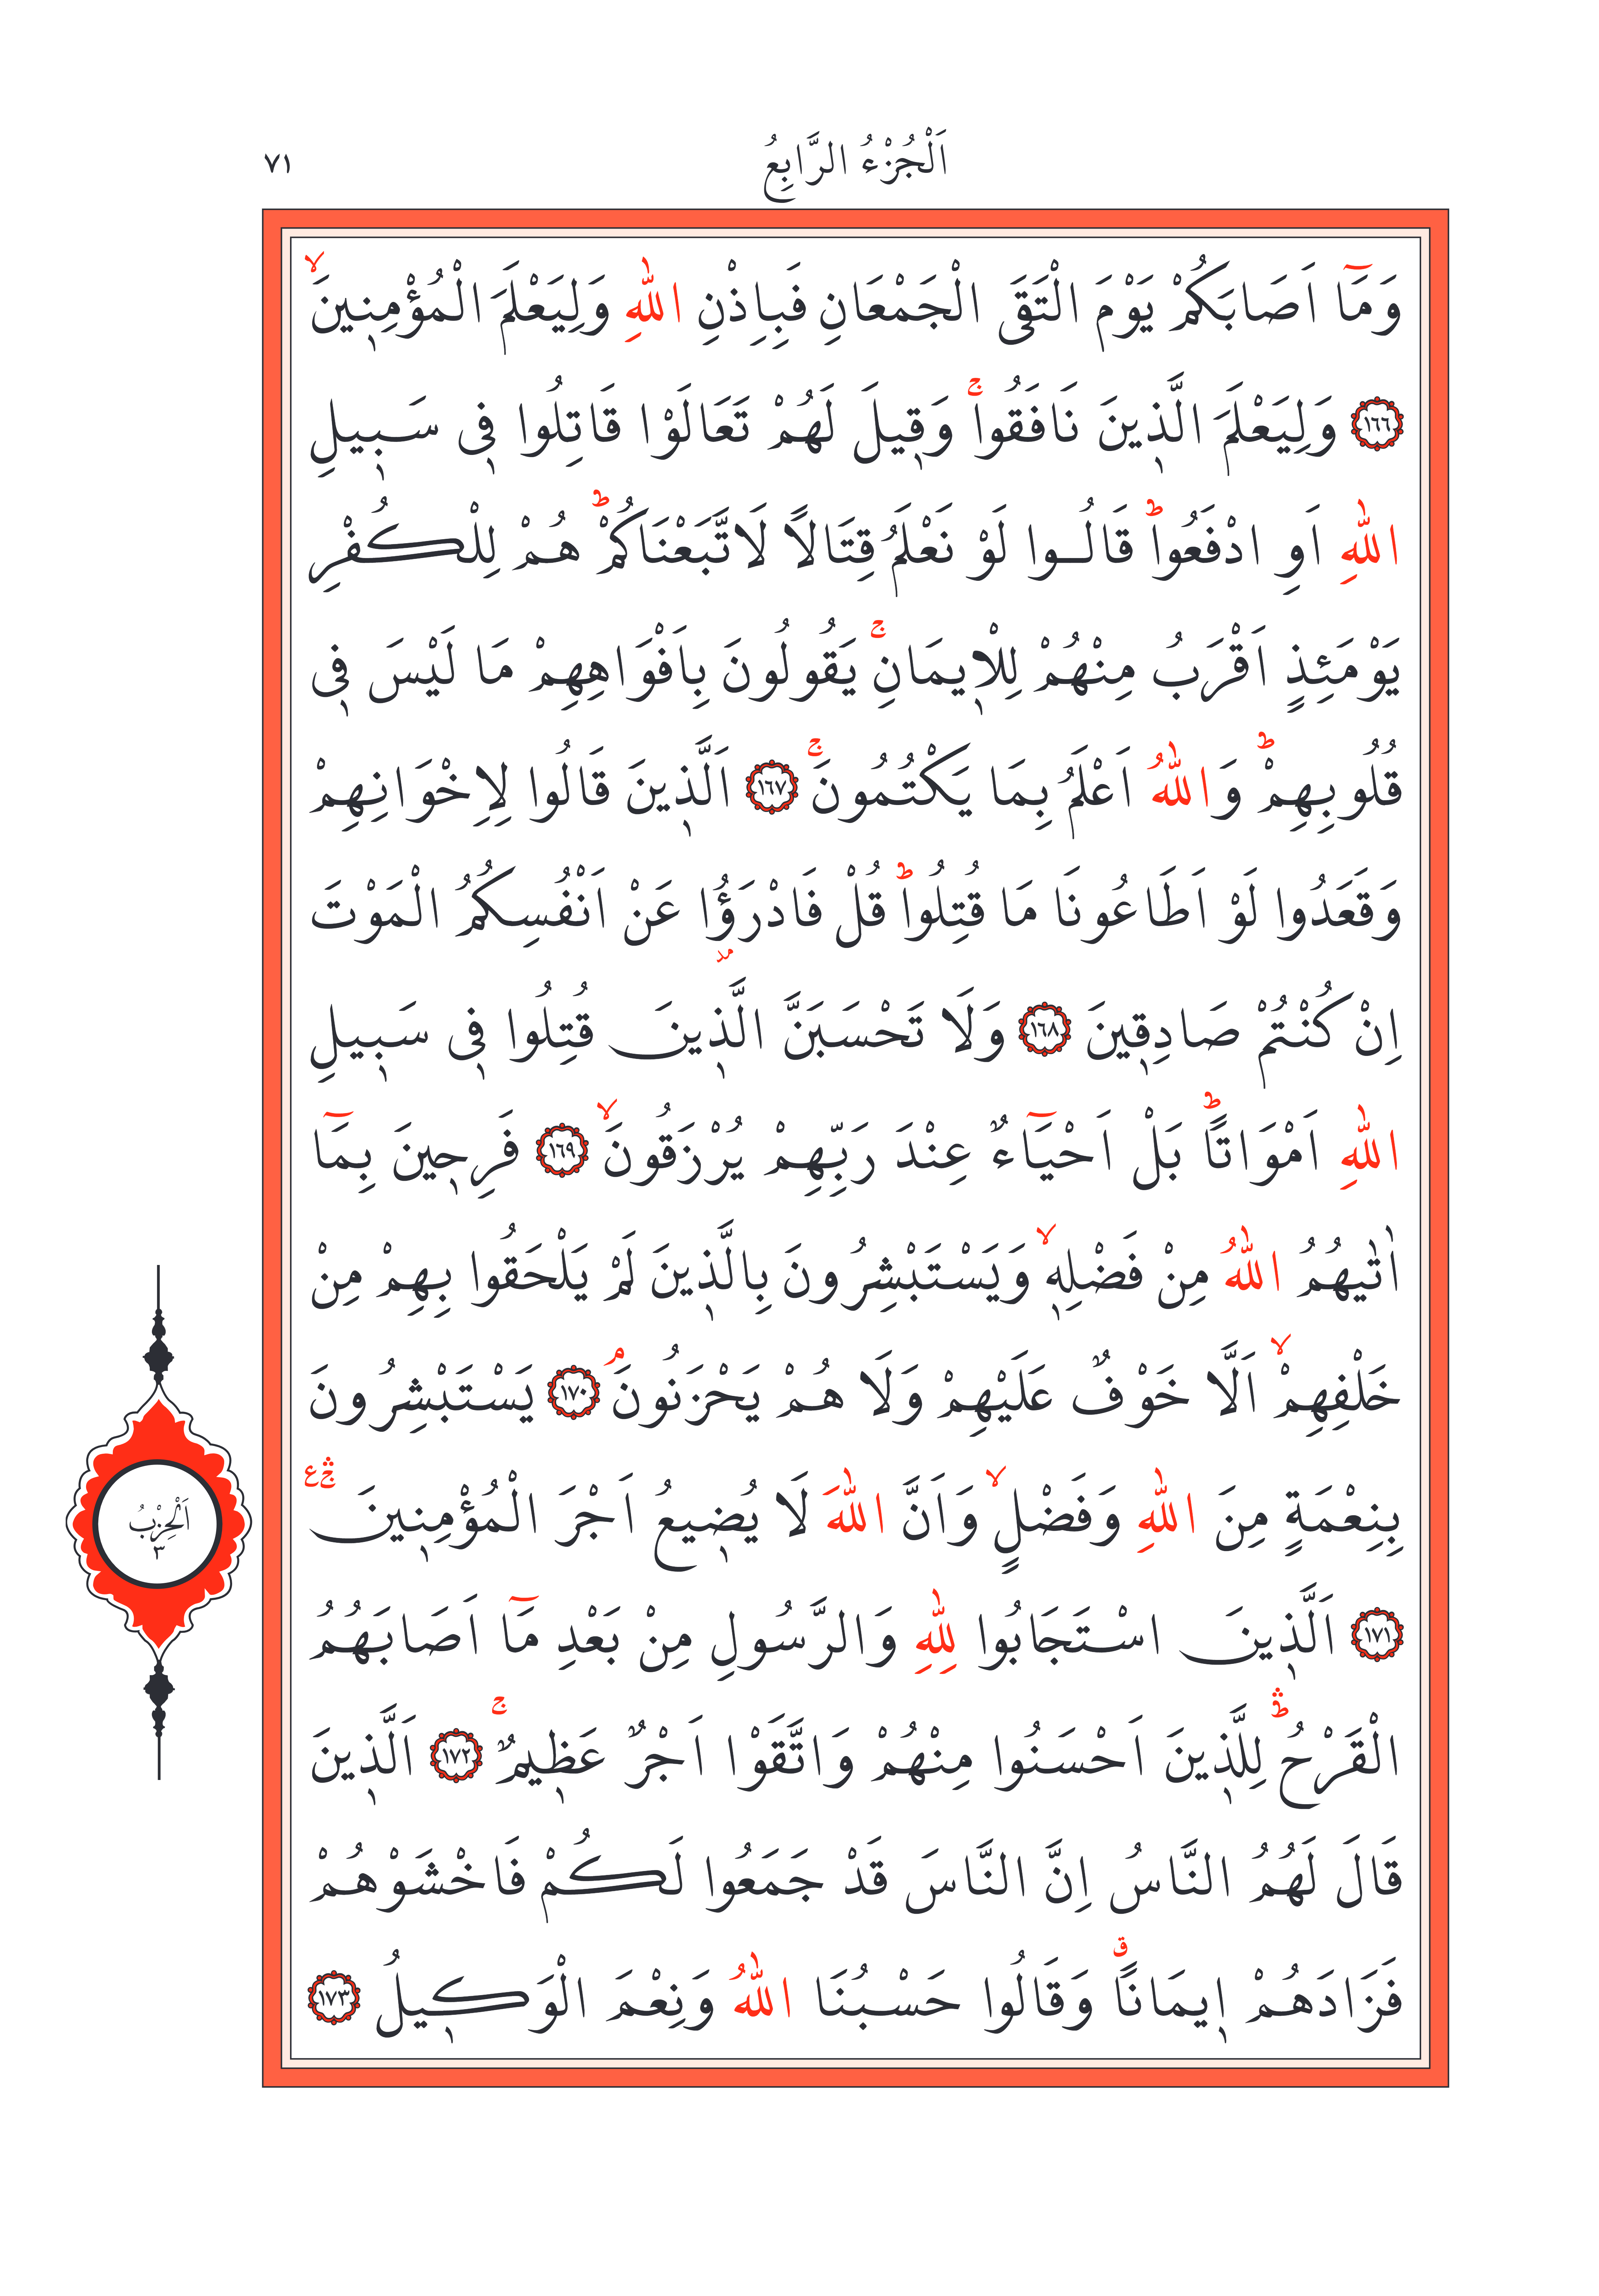 اَلْجُزْءُ الرَّابِعُ ٧١
وَمَٓا اَصَابَكُمْ يَوْمَ الْتَقَى الْجَمْعَانِ فَبِاِذْنِ اللّٰهِ وَلِيَعْلَمَ الْمُؤْمِن۪ينَۙ
﴿١٦٦﴾ وَلِيَعْلَمَ الَّذ۪ينَ نَافَقُواۚ وَق۪يلَ لَهُمْ تَعَالَوْا قَاتِلُوا ف۪ي سَب۪يلِ
اللّٰهِ اَوِ ادْفَعُواۜ قَالُوا لَوْ نَعْلَمُ قِتَالًا لَاتَّبَعْنَاكُمْۜ هُمْ لِلْكُفْرِ
يَوْمَئِذٍ اَقْرَبُ مِنْهُمْ لِلْا۪يمَانِۚ يَقُولُونَ بِاَفْوَاهِهِمْ مَا لَيْسَ ف۪ي
قُلُوبِهِمْۜ وَاللّٰهُ اَعْلَمُ بِمَا يَكْتُمُونَۚ ﴿١٦٧﴾ اَلَّذ۪ينَ قَالُوا لِاِخْوَانِهِمْ
وَقَعَدُوا لَوْ اَطَاعُونَا مَا قُتِلُواۜ قُلْ فَادْرَؤُ۫ا عَنْ اَنْفُسِكُمُ الْمَوْتَ
اِنْ كُنْتُمْ صَادِق۪ينَ ﴿١٦٨﴾ وَلَا تَحْسَبَنَّ الَّذ۪ينَ قُتِلُوا ف۪ي سَب۪يلِ
اللّٰهِ اَمْوَاتًاۜ بَلْ اَحْيَٓاءٌ عِنْدَ رَبِّهِمْ يُرْزَقُونَۙ ﴿١٦٩﴾ فَرِح۪ينَ بِمَٓا
اٰتٰيهُمُ اللّٰهُ مِنْ فَضْلِه۪ۙ وَيَسْتَبْشِرُونَ بِالَّذ۪ينَ لَمْ يَلْحَقُوا بِهِمْ مِنْ
خَلْفِهِمْۙ اَلَّا خَوْفٌ عَلَيْهِمْ وَلَا هُمْ يَحْزَنُونَۢ ﴿١٧٠﴾ يَسْتَبْشِرُونَ
بِنِعْمَةٍ مِنَ اللّٰهِ وَفَضْلٍۙ وَاَنَّ اللّٰهَ لَا يُض۪يعُ اَجْرَ الْمُؤْمِن۪ينَۚۛ ع
﴿١٧١﴾ اَلَّذ۪ينَ اسْتَجَابُوا لِلّٰهِ وَالرَّسُولِ مِنْ بَعْدِ مَٓا اَصَابَهُمُ
الْقَرْحُۜۛ لِلَّذ۪ينَ اَحْسَنُوا مِنْهُمْ وَاتَّقَوْا اَجْرٌ عَظ۪يمٌۚ ﴿١٧٢﴾ اَلَّذ۪ينَ
قَالَ لَهُمُ النَّاسُ اِنَّ النَّاسَ قَدْ جَمَعُوا لَكُمْ فَاخْشَوْهُمْ
فَزَادَهُمْ ا۪يمَانًاۗ وَقَالُوا حَسْبُنَا اللّٰهُ وَنِعْمَ الْوَك۪يلُ ﴿١٧٣﴾
اَلْحِزْبُ
٣